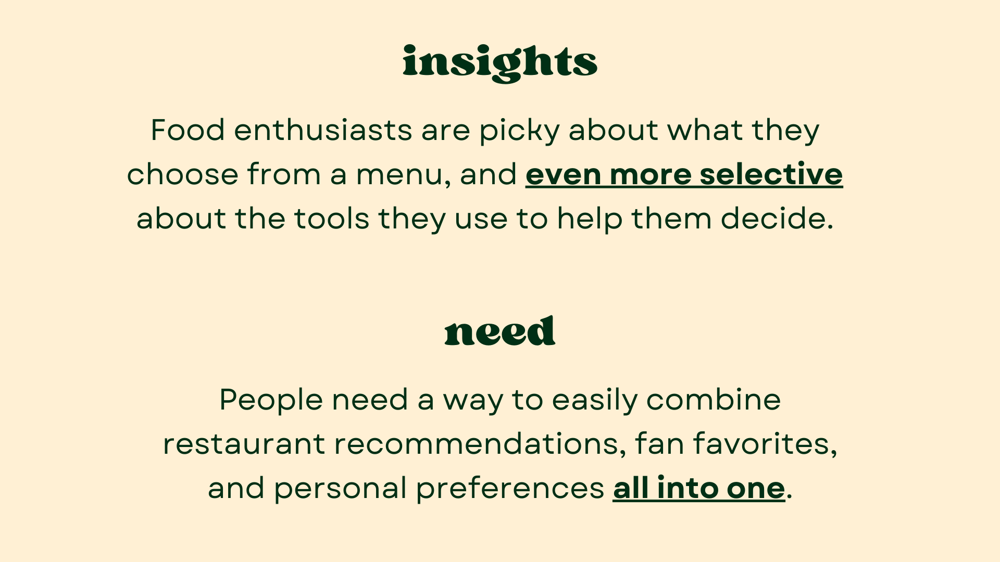 insights
Food enthusiasts are picky about what they
choose from a menu, and even more selective
about the tools they use to help them decide.
need
People need a way to easily combine
restaurant recommendations, fan favorites,
and personal preferences all into one.